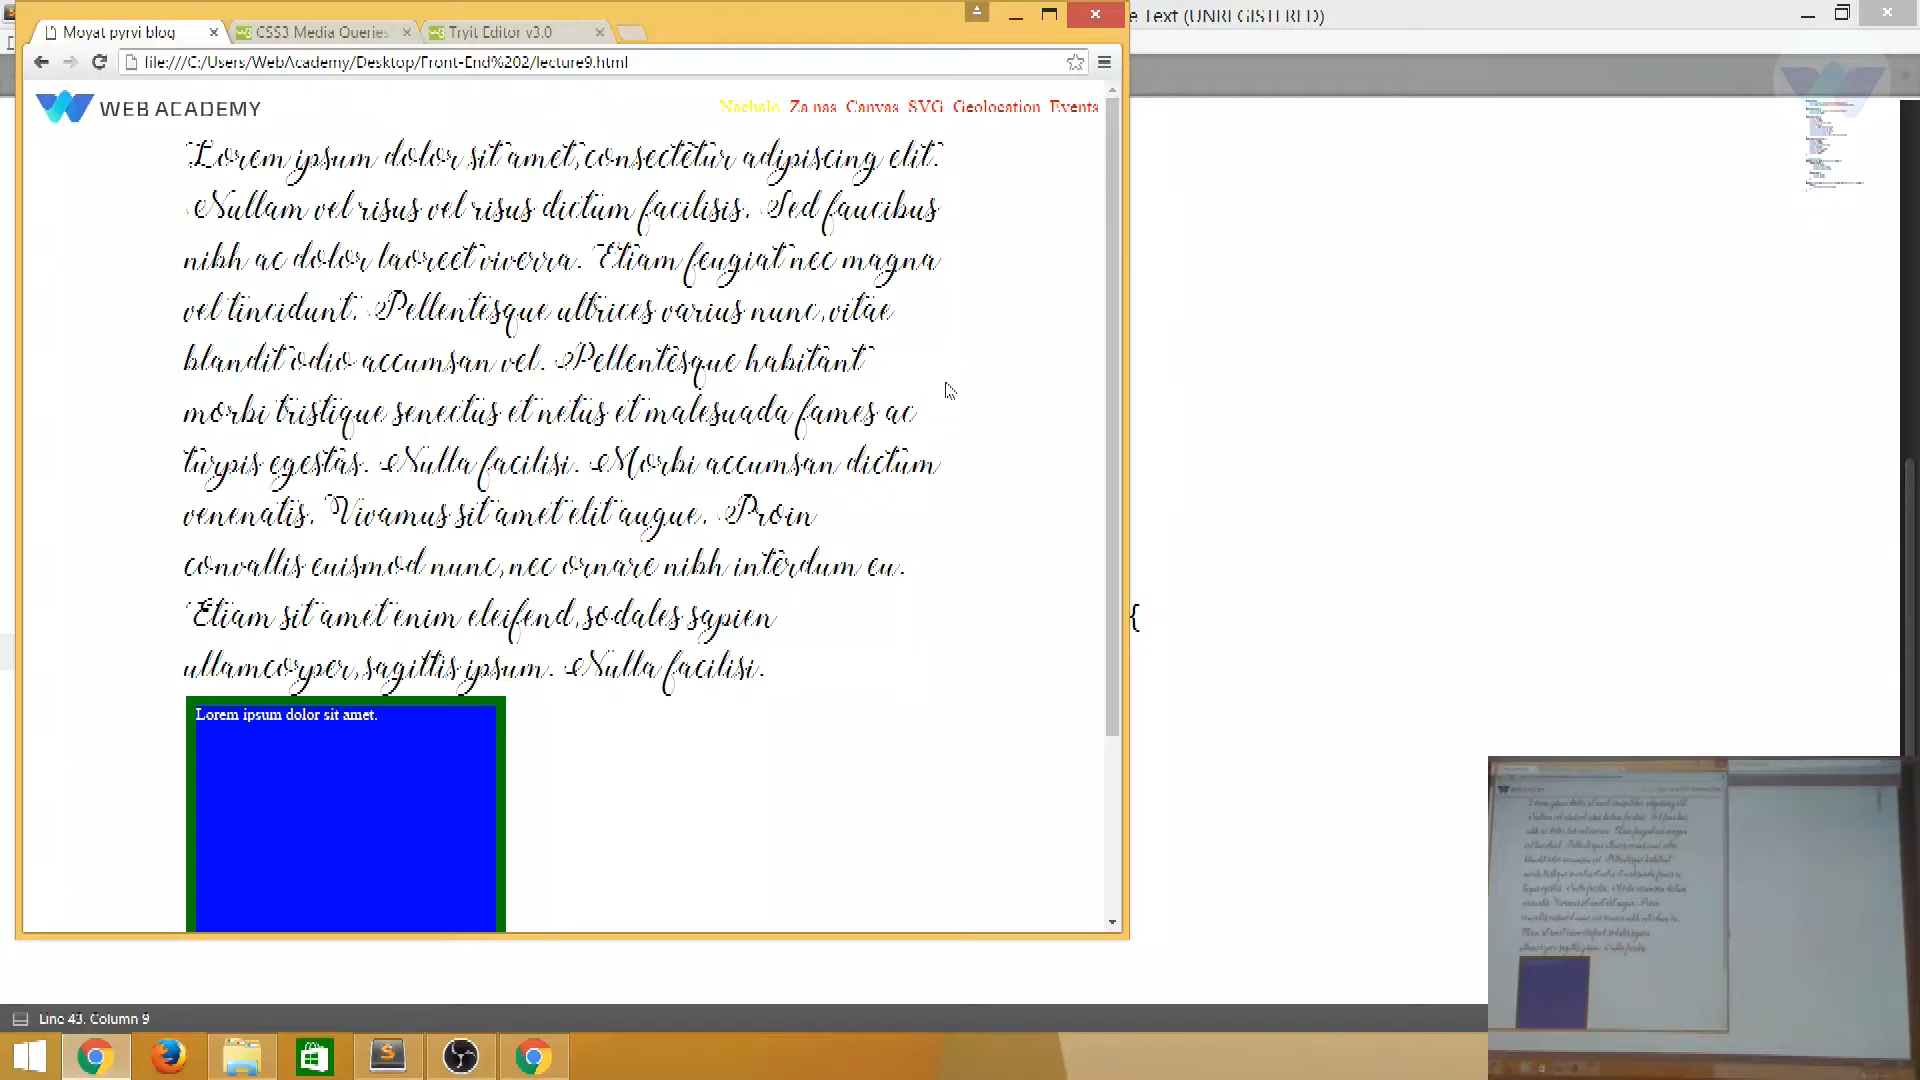 e Text (UNREGISTERED)
Moyat pyrvi blog
CSS3 Media Queries
Tryit Editor v3.0
file:///C:/Users/WebAcademy/Desktop/Front-End%202/lecture9.html
WEB ACADEMY
Nachalo Za nas Canvas SVG Geolocation Events
Lorem ipsum dolor sit amet, consectetur adipiscing elit.
Nullam vel risus vel risus dictum facilisis. Sed faucibus
nibh ac dolor laoreet viverra. Etiam feugiat nec magna
vel tincidunt. Pellentesque ultrices varius nunc, vitae
blandit odio accumsan vel. Pellentesque habitant
morbi tristique senectus et netus et malesuada fames ac
turpis egestas. Nulla facilisi. Morbi accumsan dictum
venenatis. Vivamus sit amet elit augue. Proin
convallis euismod nunc, nec ornare nibh interdum eu.
Etiam sit amet enim eleifend, sodales sapien
ullamcorper, sagittis ipsum. Nulla facilisi.
{
Lorem ipsum dolor sit amet.
Line 43, Column 9